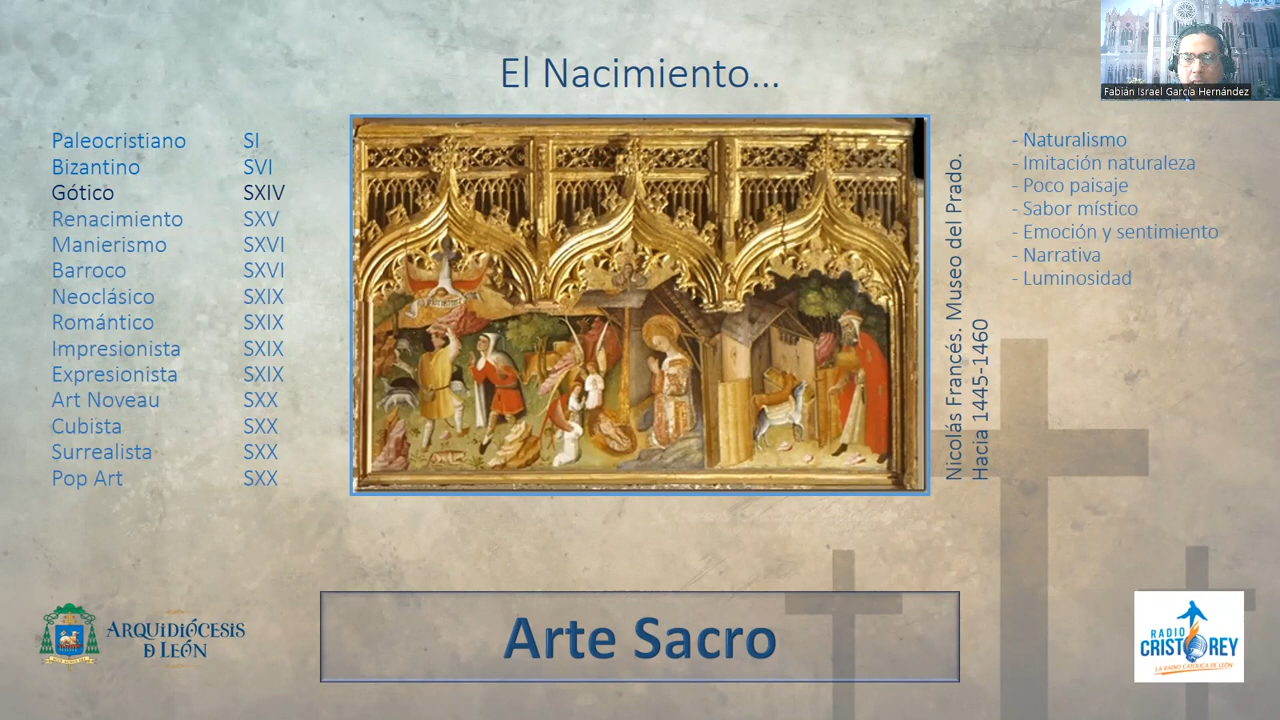 El Nacimiento...
Fabián Israel García Hernández
Paleocristiano SI
Bizantino SVI
Gótico SXIV
Renacimiento SXV
Manierismo SXVI
Barroco SXVI
Neoclásico SXIX
Romántico SXIX
Impresionista SXIX
Expresionista SXIX
Art Noveau SXX
Cubista SXX
Surrealista SXX
Pop Art SXX
Nicolás Francés. Museo del Prado.
Hacia 1445-1460
- Naturalismo
- Imitación naturaleza
- Poco paisaje
- Sabor místico
- Emoción y sentimiento
- Narrativa
- Luminosidad
ARQUIDIÓCESIS
D LEÓN
Arte Sacro
RADIO
CRISTO REY
LA RADIO CATÓLICA DE LEÓN